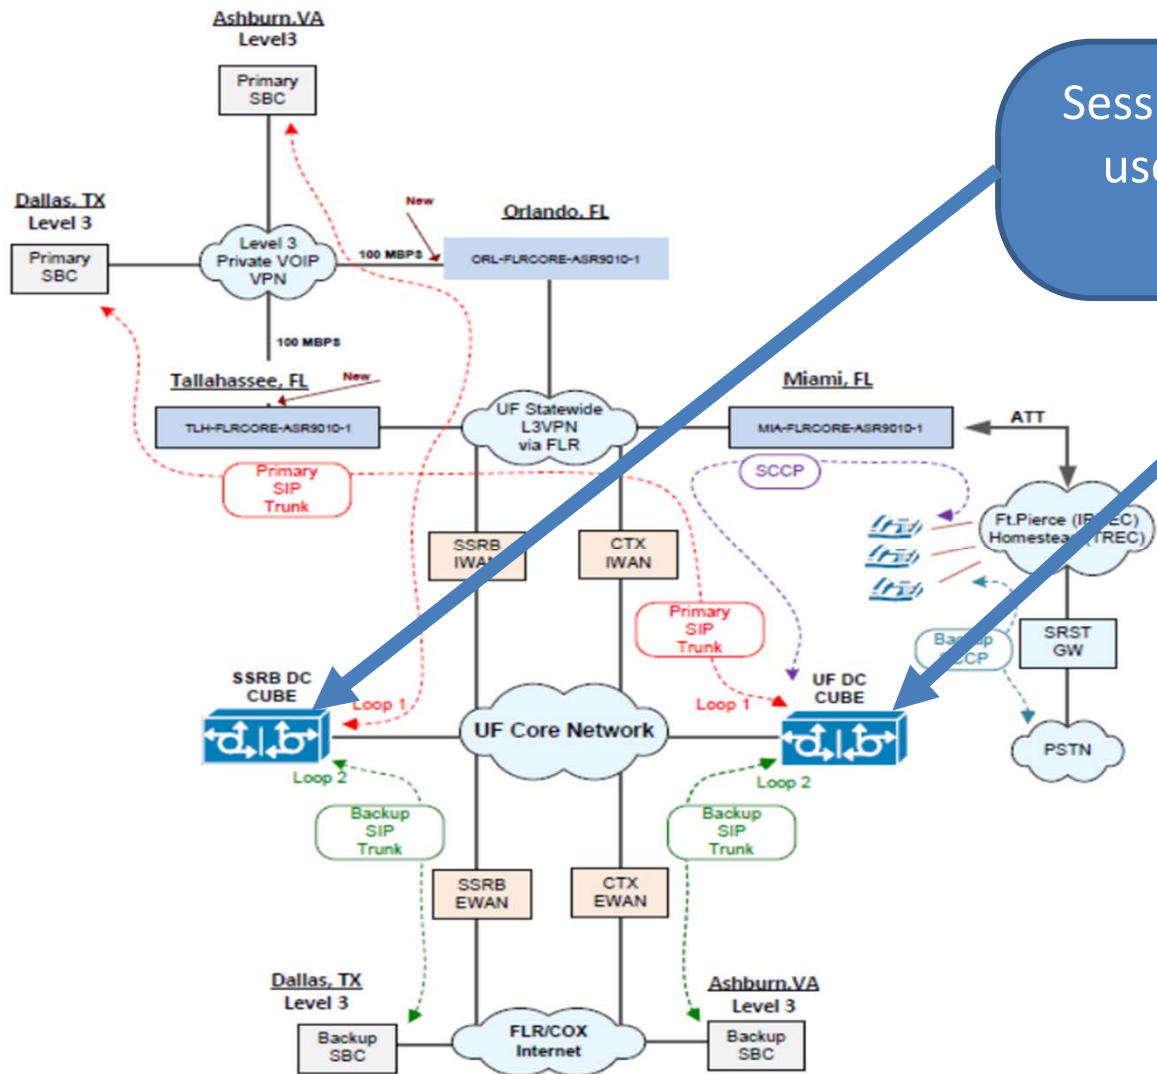 Ashburn.VA
Level3
Primary
SBC
Sess
use
Dallas, TX
Level 3
Primary
SBC
Level 3
Private VOIP
VPN
New
100 MBPS
Orlando, FL
ORL-FLRCORE-ASR9010-1
100 MBPS
Tallahassee, FL
New
TLH-FLRCORE-ASR9010-1
UF Statewide
L3VPN
via FLR
Miami, FL
MIA-FLRCORE-ASR9010-1
ATT
Primary
SIP
Trunk
SCCP
Ft.Pierce
Homestead
SSRB
IWAN
CTX
IWAN
Primary
SIP
Trunk
Backup
SCCP
SRST
GW
SSRB DC
CUBE
Loop 1
UF Core Network
Loop 1
UF DC
CUBE
PSTN
Loop 2
Loop 2
Backup
SIP
Trunk
Backup
SIP
Trunk
SSRB
EWAN
CTX
EWAN
Dallas, TX
Level 3
Backup
SBC
FLR/COX
Internet
Ashburn.VA
Level 3
Backup
SBC